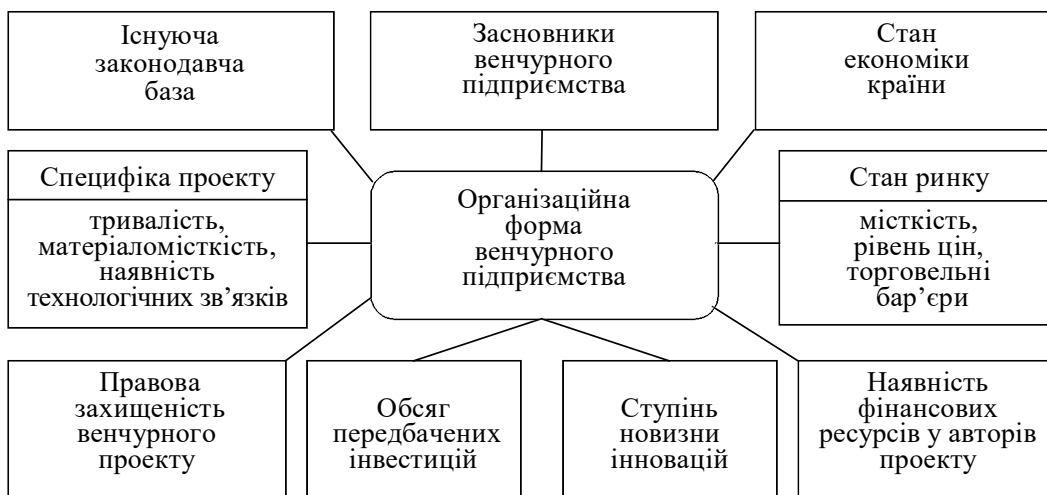 Існуюча
законодавча
база
Засновники
венчурного
підприємства
Стан
економіки
країни
Специфіка проекту
тривалість,
матеріаломісткість,
наявність
технологічних зв’язків
Організаційна
форма
венчурного
підприємства
Стан ринку
місткість,
рівень цін,
торговельні
бар’єри
Правова
захищеність
венчурного
проекту
Обсяг
передбачених
інвестицій
Ступінь
новизни
інновацій
Наявність
фінансових
ресурсів у авторів
проекту